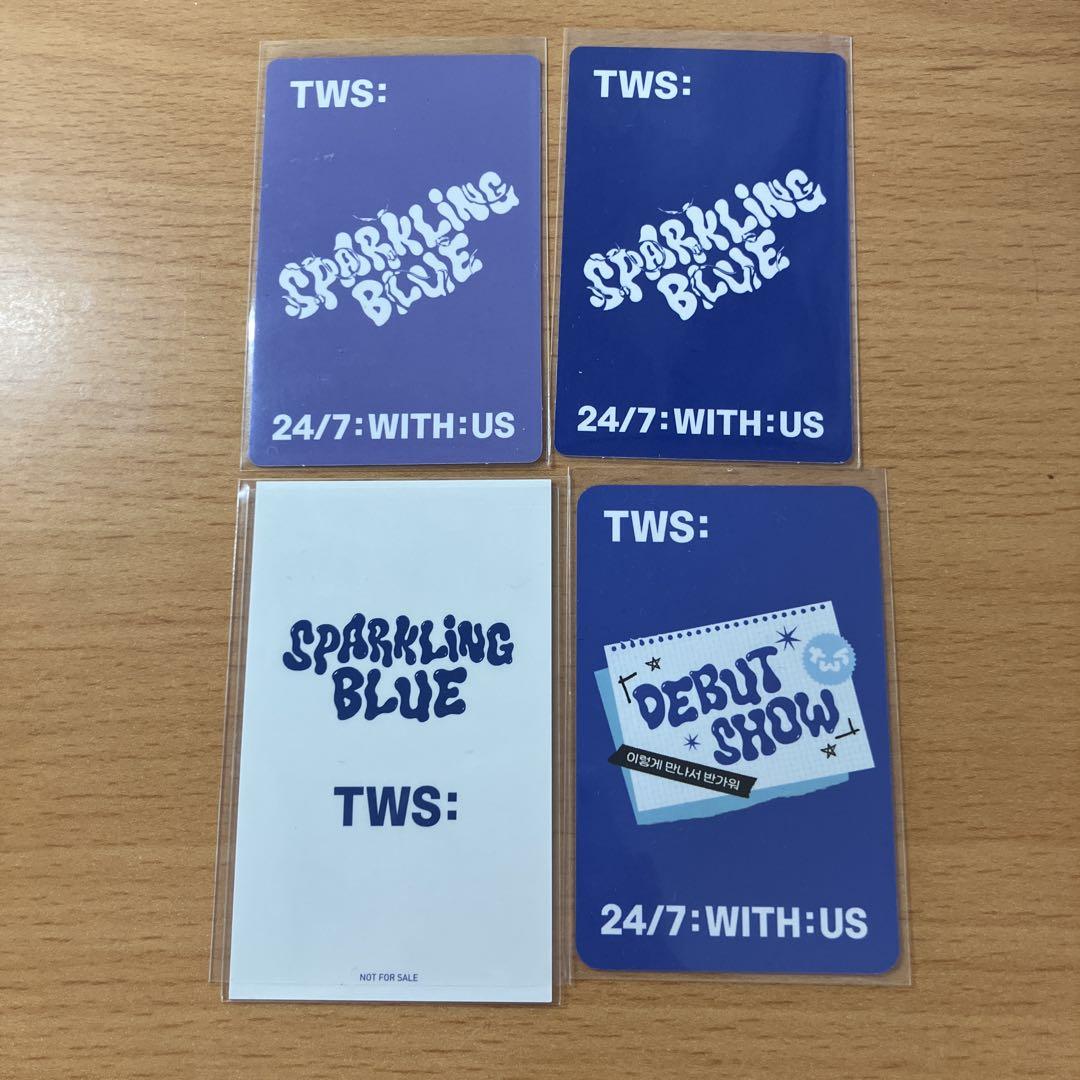 TWS:
SPARKLiNG
BLUE
24/7:WITH:US
TWS:
SPARKLiNG
BLUE
24/7:WITH:US
SPARKLiNG
BLUE
TWS:
NOT FOR SALE
TWS:
DEBUT
SHOW
이렇게 만나서 반가워
24/7:WITH:US